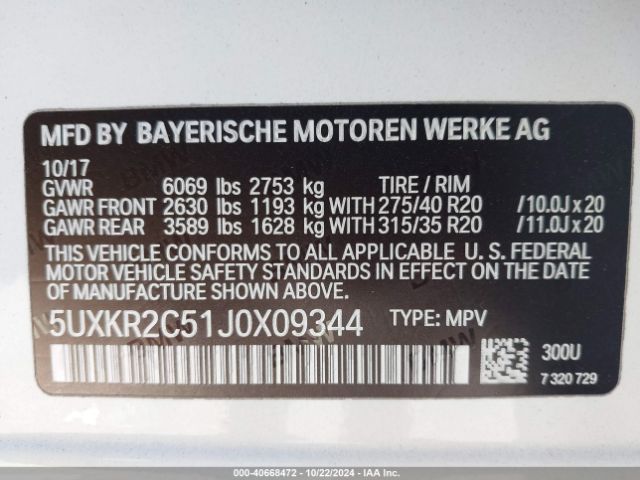 MFD BY BAYERISCHE MOTOREN WERKE AG
10/17
GVWR 6069 lbs 2753 kg TIRE / RIM
GAWR FRONT 2630 lbs 1193 kg WITH 275/40 R20 /10.0J x 20
GAWR REAR 3589 lbs 1628 kg WITH 315/35 R20 /11.0J x 20
THIS VEHICLE CONFORMS TO ALL APPLICABLE U. S. FEDERAL
MOTOR VEHICLE SAFETY STANDARDS IN EFFECT ON THE DATE
OF MANUFACTURE SHOWN ABOVE.
5UXKR2C51J0X09344 TYPE: MPV
300U
7 320 729
000-40668472 - 10/22/2024 - IAA Inc.